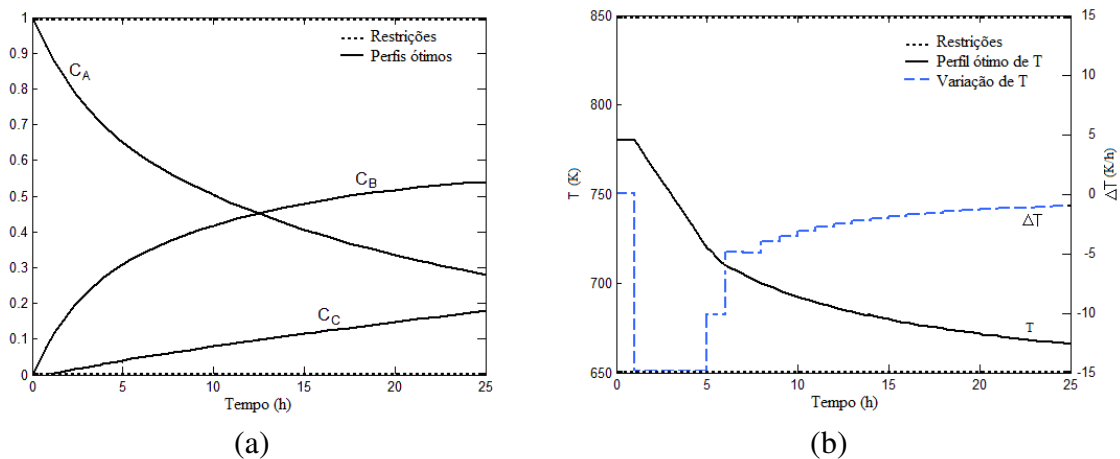 1
0.9
0.8
0.7
0.6
0.5
0.4
0.3
0.2
0.1
0
0 5 10 15 20 25
Tempo (h)
Restrições
Perfis ótimos
C_A
C_B
C_C
(a)
850
800
750
700
650
T (K)
0 5 10 15 20 25
Tempo (h)
Restrições
Perfil ótimo de T
Variação de T
△T
T
15
10
5
0
-5
-10
-15
△T (K/h)
(b)